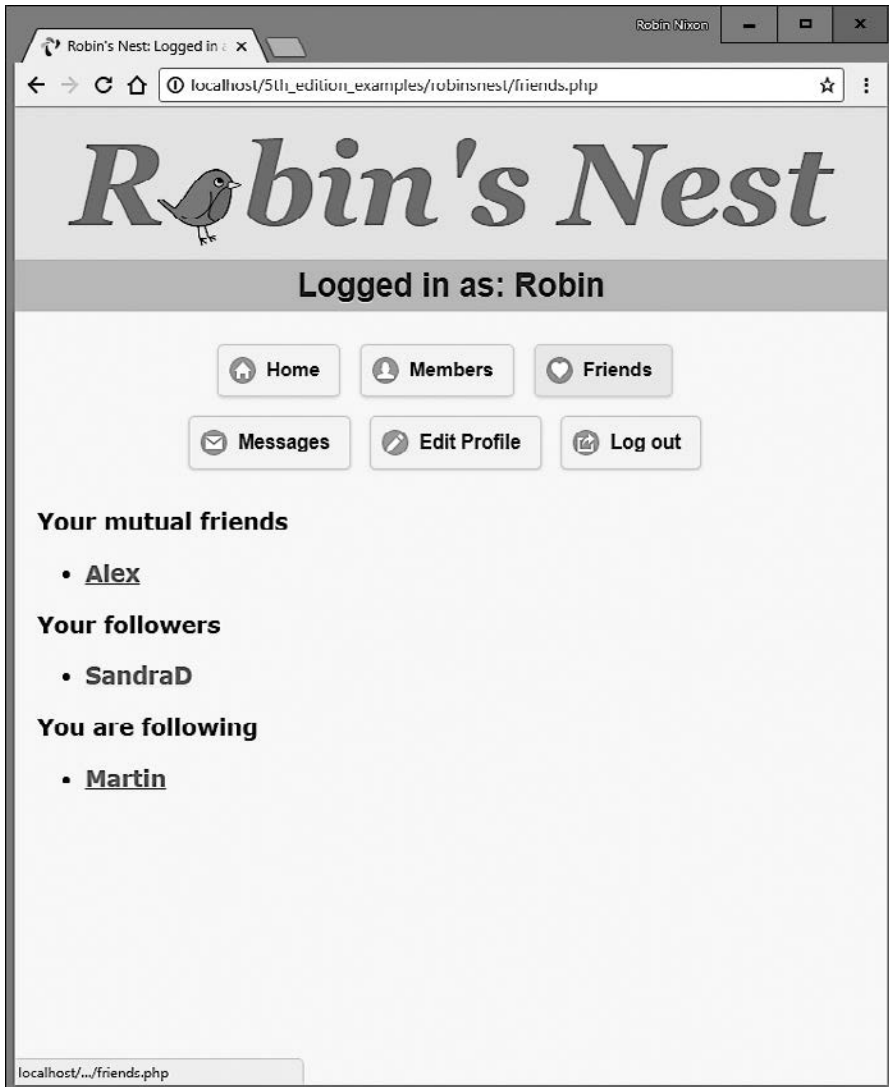 Robin Nixon
Robin's Nest: Logged in a
localhost/5th_edition_examples/robinsnest/friends.php
Robin's Nest
Logged in as: Robin
Home Members Friends
Messages Edit Profile Log out
Your mutual friends
• Alex
Your followers
• SandraD
You are following
• Martin
localhost/.../friends.php